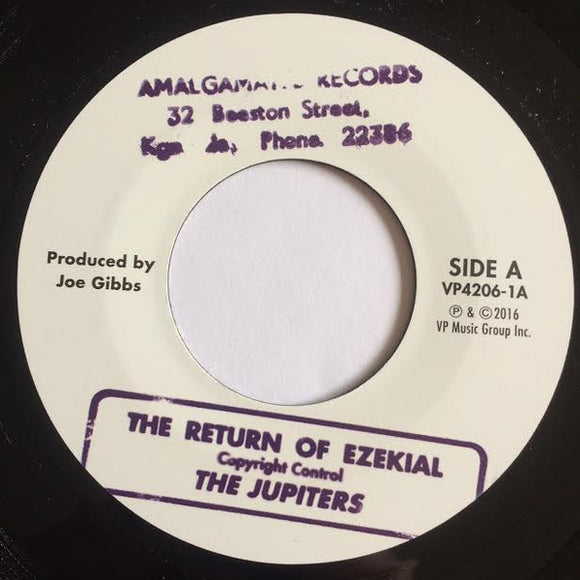 RECORDS
32 Beeston Street,
Kgn Ja, Phone 22386
Produced by
Joe Gibbs
SIDE A
VP4206-1A
℗ & ©2016
VP Music Group Inc.
THE RETURN OF EZEKIAL
Copyright Control
THE JUPITERS